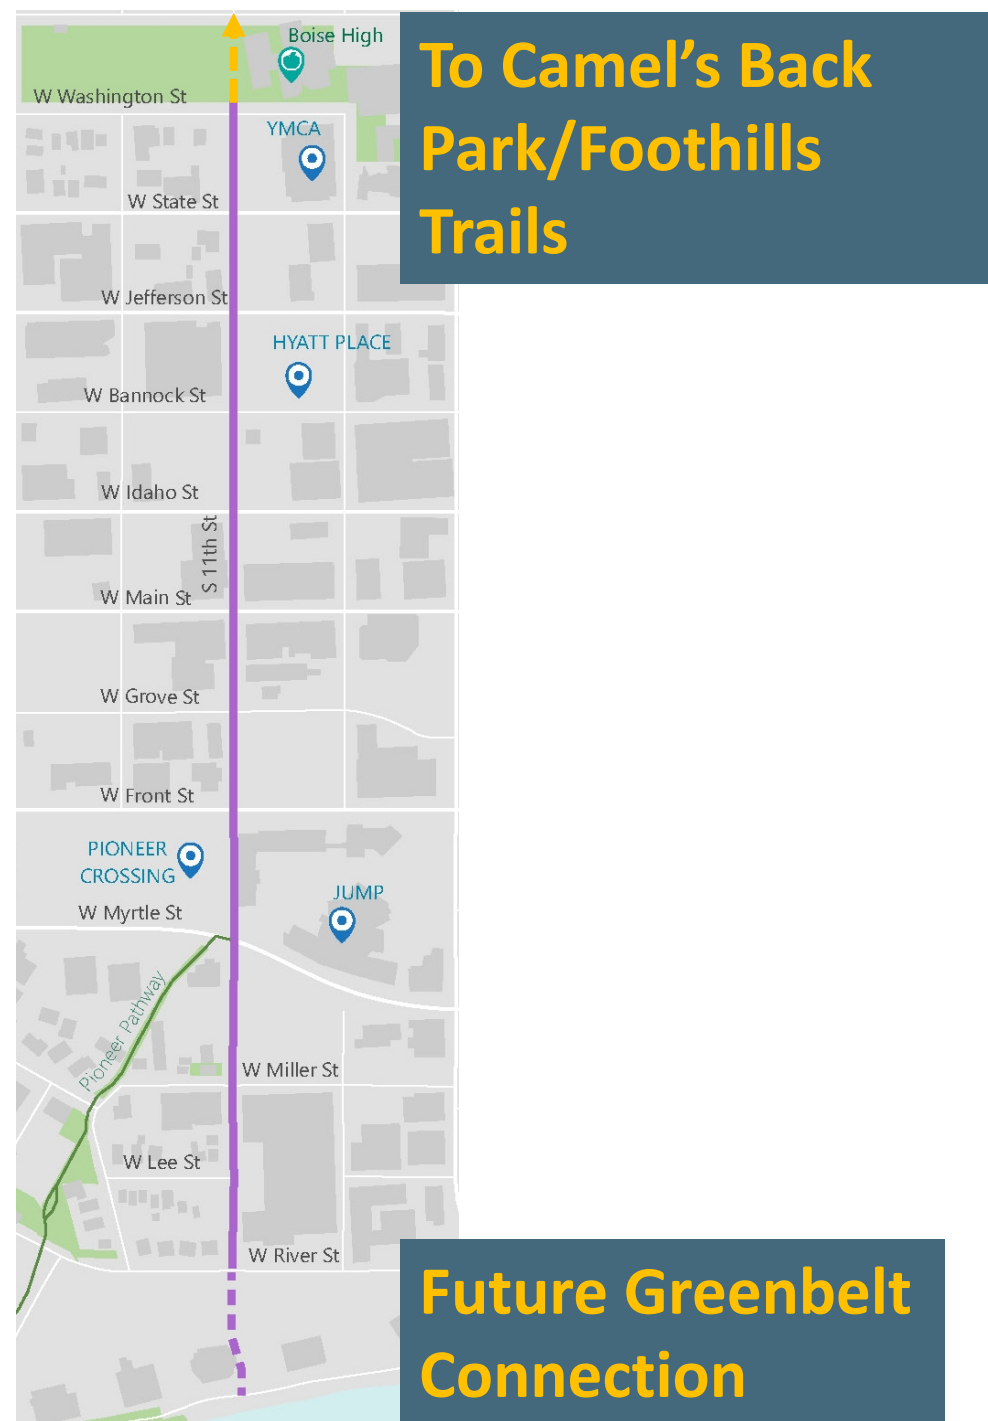 Boise High
To Camel’s Back
Park/Foothills
Trails
W Washington St
YMCA
W State St
W Jefferson St
HYATT PLACE
W Bannock St
W Idaho St
S 11th St
W Main St
W Grove St
W Front St
PIONEER
CROSSING
JUMP
W Myrtle St
Pioneer Pathway
W Miller St
W Lee St
W River St
Future Greenbelt
Connection